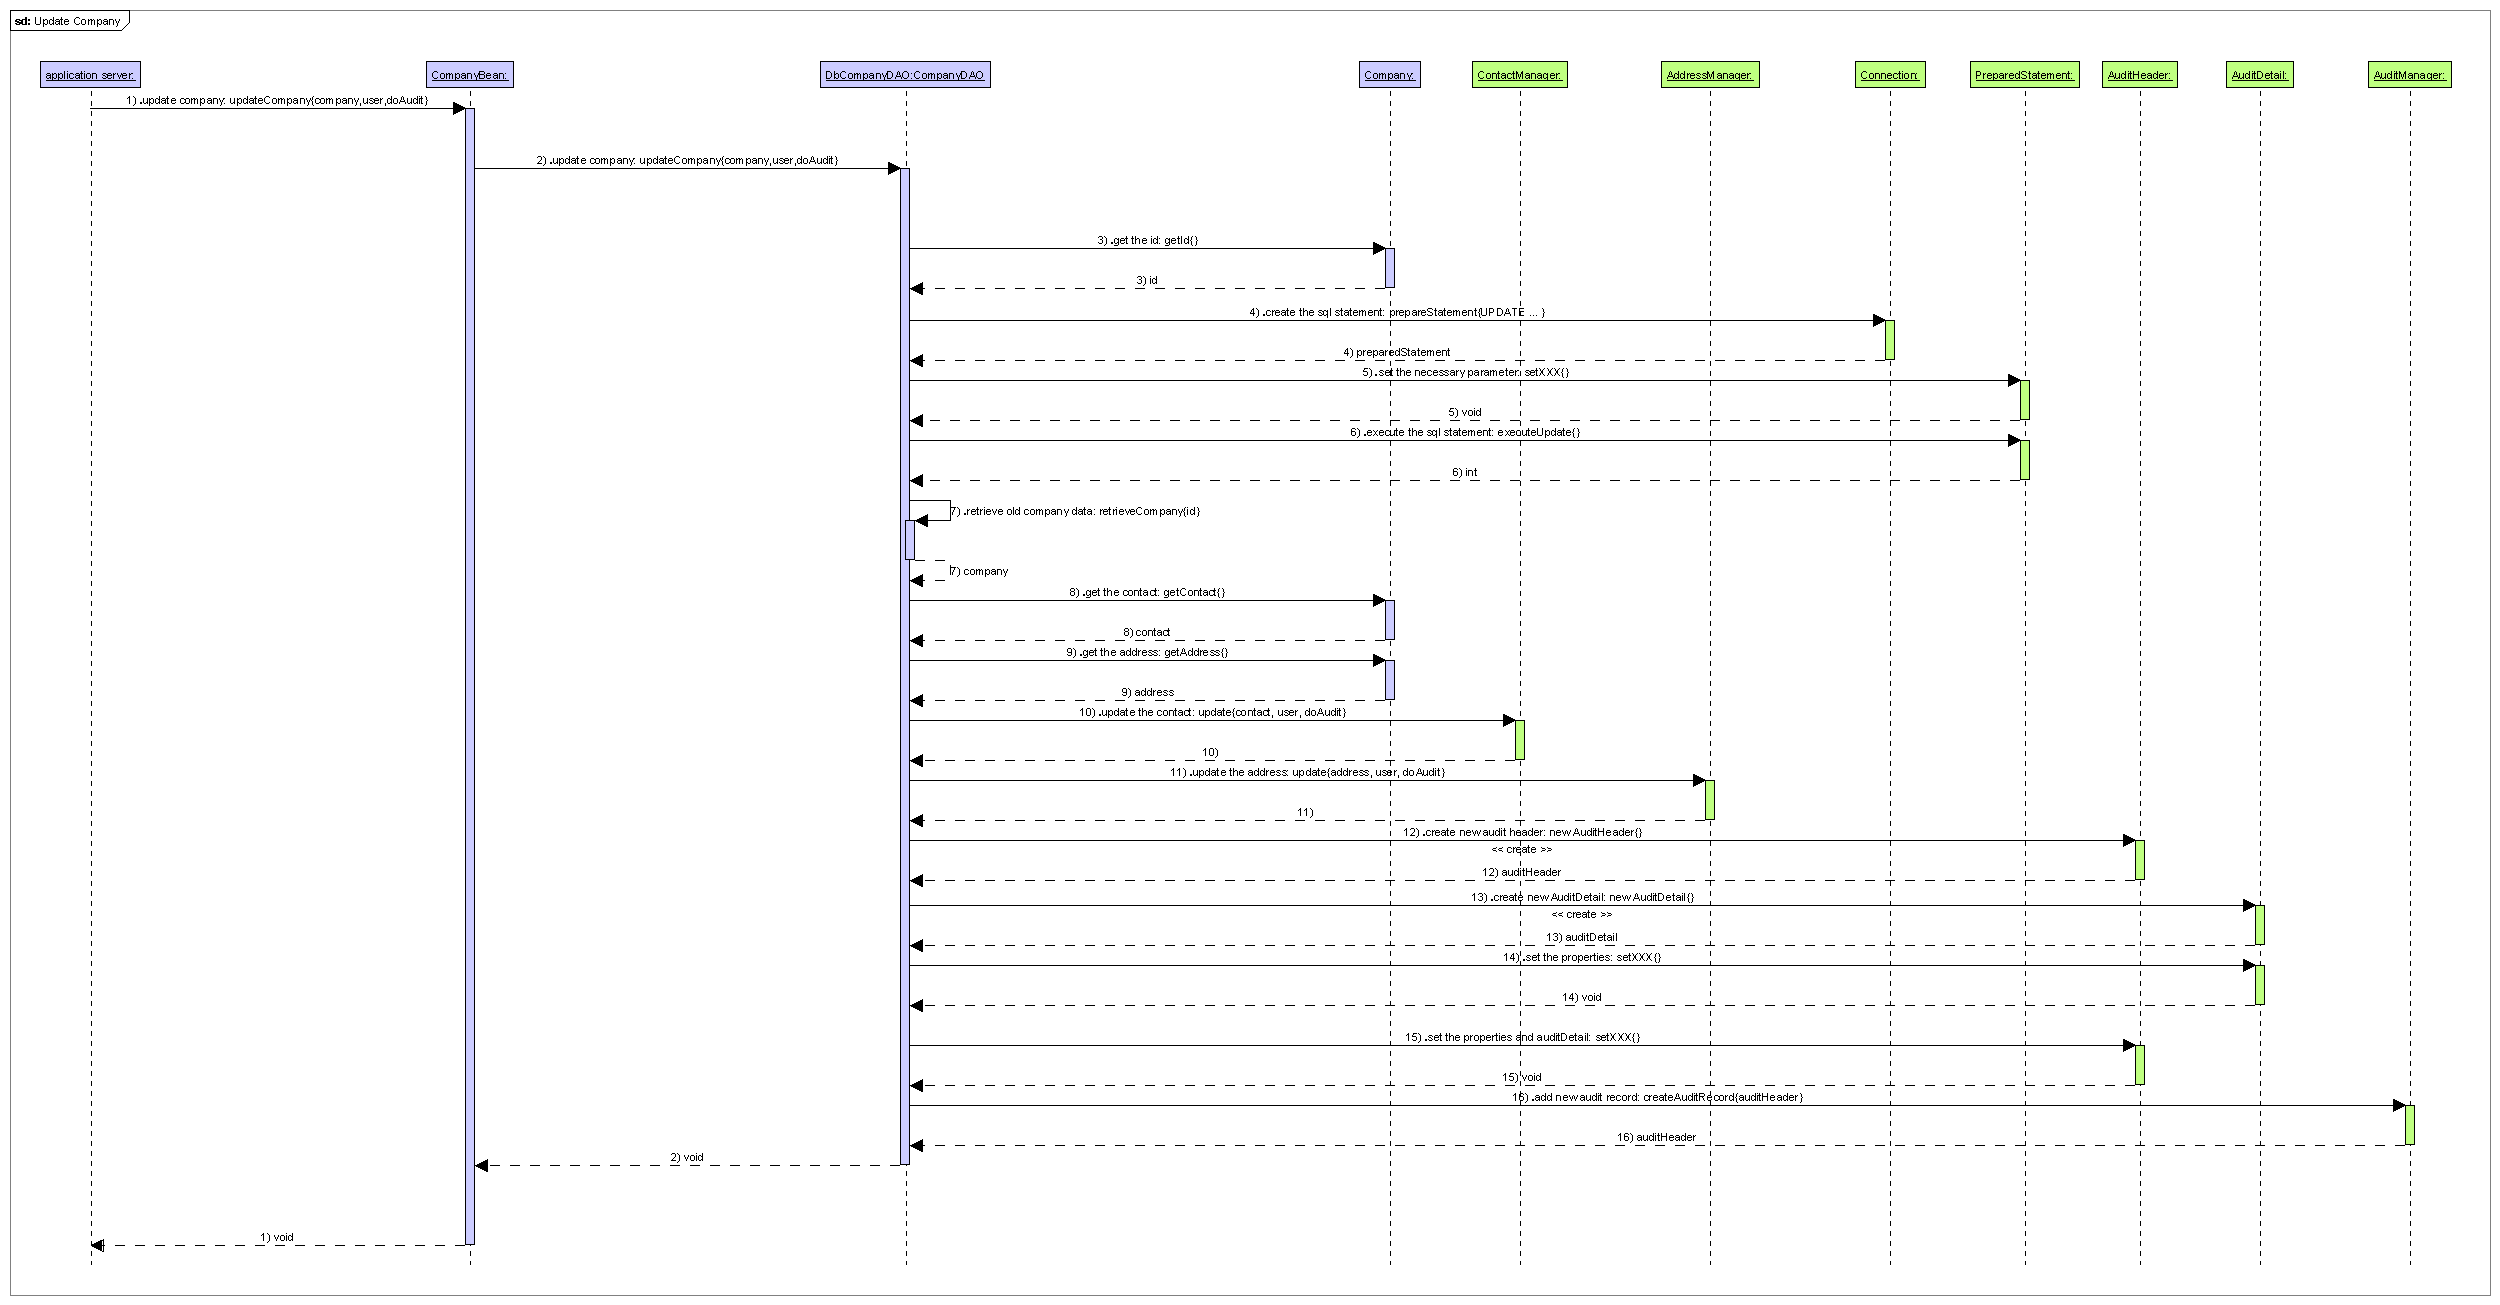 sd: Update Company
application server:
CompanyBean:
DbCompanyDAO:CompanyDAO
Company:
ContactManager:
AddressManager:
Connection:
PreparedStatement:
AuditHeader:
AuditDetail:
AuditManager:
1) .update company: updateCompany{company,user,doAudit}
2) .update company: updateCompany{company,user,doAudit}
3) .get the id: getId{}
3) id
4) .create the sql statement: prepareStatement{UPDATE ... }
4) preparedStatement
5) .set the necessary parameter: setXXX{}
5) void
6) .execute the sql statement: executeUpdate{}
6) int
7) .retrieve old company data: retrieveCompany{id}
7) company
8) .get the contact: getContact{}
8) contact
9) .get the address: getAddress{}
9) address
10) .update the contact: update{contact, user, doAudit}
10)
11) .update the address: update{address, user, doAudit}
11)
12) .create new audit header: new AuditHeader{}
<< create >>
12) auditHeader
13) .create new AuditDetail: new AuditDetail{}
<< create >>
13) auditDetail
14) .set the properties: setXXX{}
14) void
15) .set the properties and auditDetail: setXXX{}
15) void
16) .add new audit record: createAuditRecord{auditHeader}
16) auditHeader
2) void
1) void